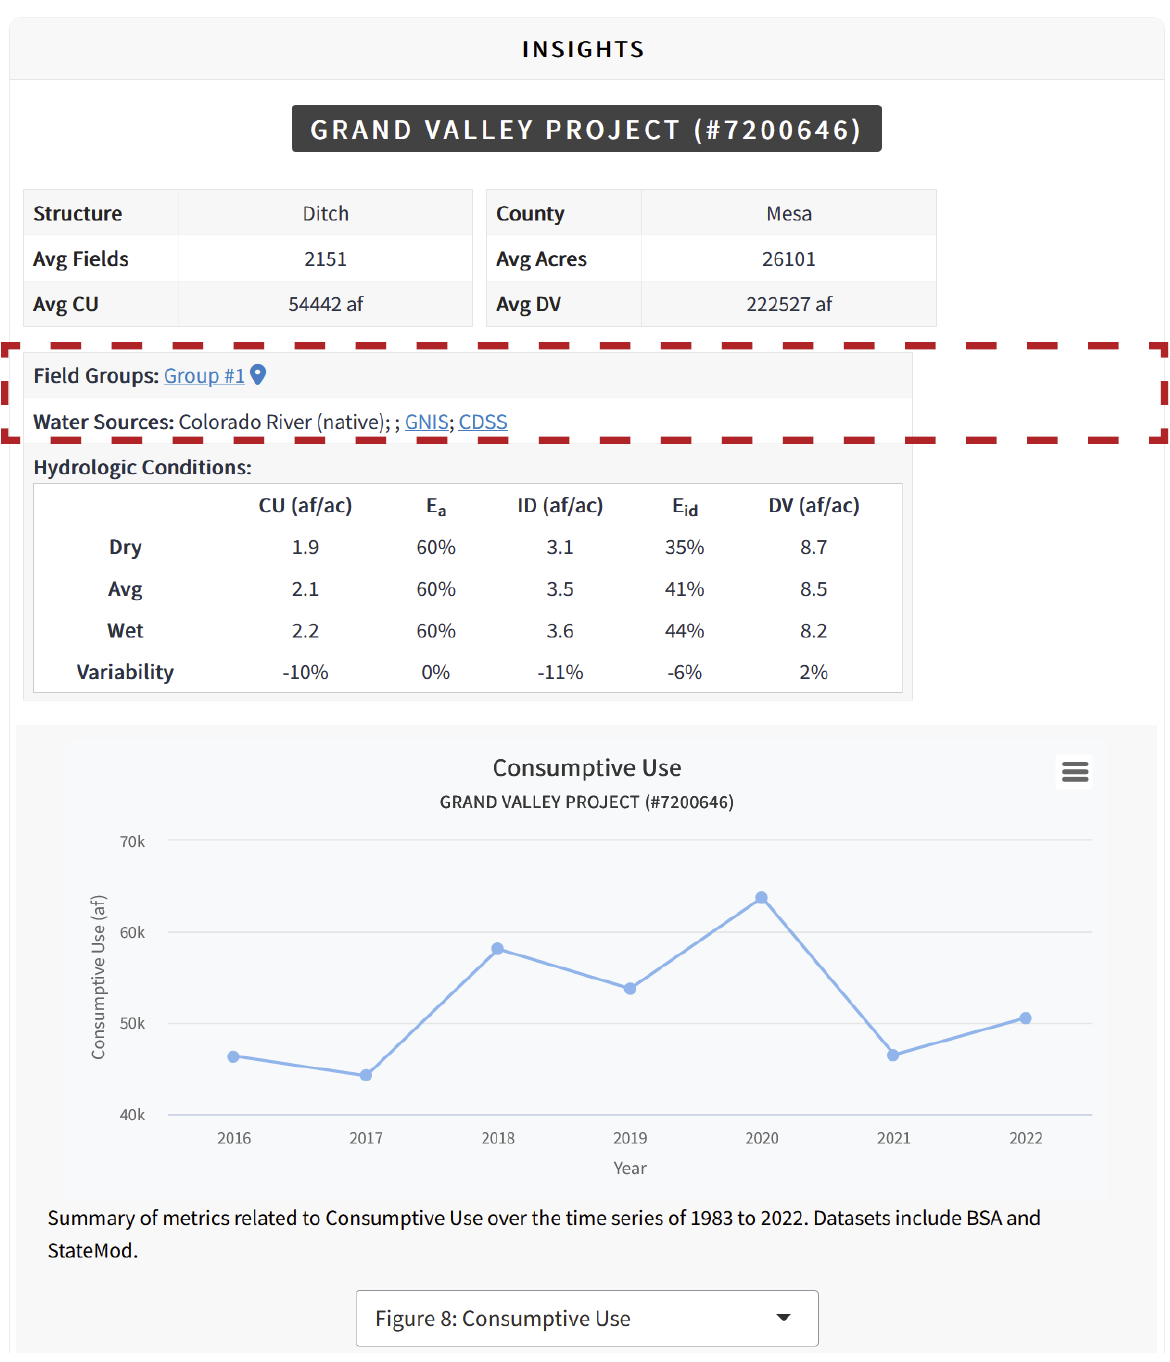 INSIGHTS
GRAND VALLEY PROJECT (#7200646)
Structure Ditch County Mesa
Avg Fields 2151 Avg Acres 26101
Avg CU 54442 af Avg DV 222527 af
Field Groups: Group #1
Water Sources: Colorado River (native); ; GNIS; CDSS
Hydrologic Conditions:
CU (af/ac) Ea ID (af/ac) Eid DV (af/ac)
Dry 1.9 60% 3.1 35% 8.7
Avg 2.1 60% 3.5 41% 8.5
Wet 2.2 60% 3.6 44% 8.2
Variability -10% 0% -11% -6% 2%
Consumptive Use
GRAND VALLEY PROJECT (#7200646)
70k
60k
50k
40k
Consumptive Use (af)
2016 2017 2018 2019 2020 2021 2022
Year
Summary of metrics related to Consumptive Use over the time series of 1983 to 2022. Datasets include BSA and
StateMod.
Figure 8: Consumptive Use